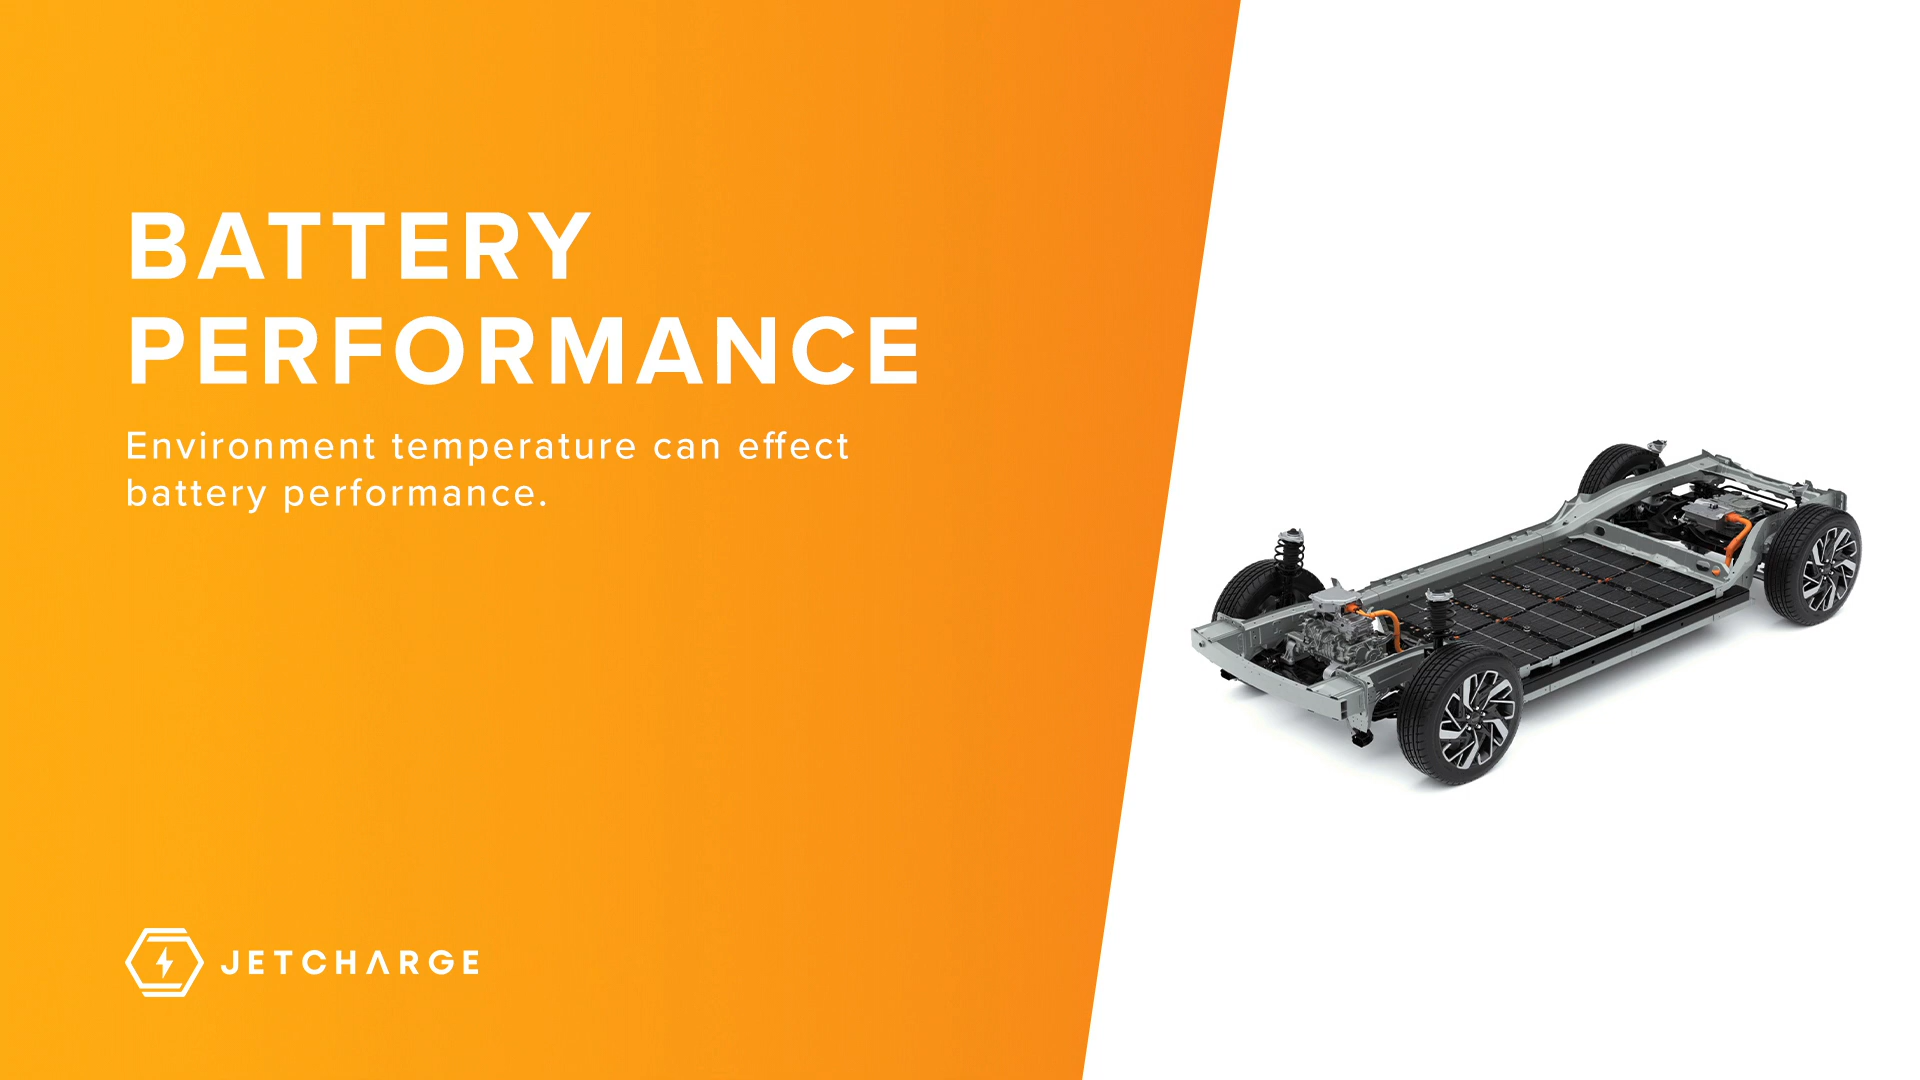 BATTERY
PERFORMANCE
Environment temperature can effect
battery performance.
JETCHARGE